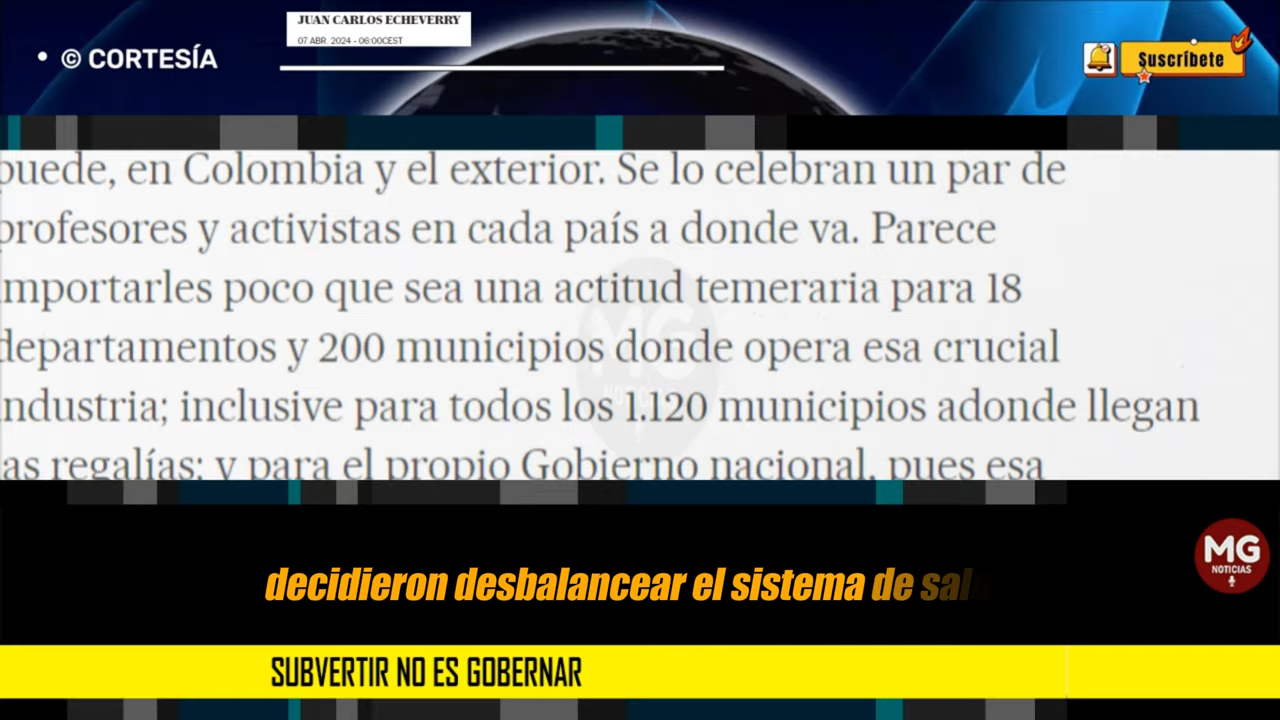 JUAN CARLOS ECHEVERRY
07 ABR. 2024 - 06:00CEST
• © CORTESÍA
Suscríbete
puede, en Colombia y el exterior. Se lo celebran un par de
profesores y activistas en cada país a donde va. Parece
importarles poco que sea una actitud temeraria para 18
departamentos y 200 municipios donde opera esa crucial
industria; inclusive para todos los 1.120 municipios adonde llegan
las regalías; y para el propio Gobierno nacional, pues esa
MG
NOTICIAS
decidieron desbalancear el sistema de sal
MG
NOTICIAS
SUBVERTIR NO ES GOBERNAR